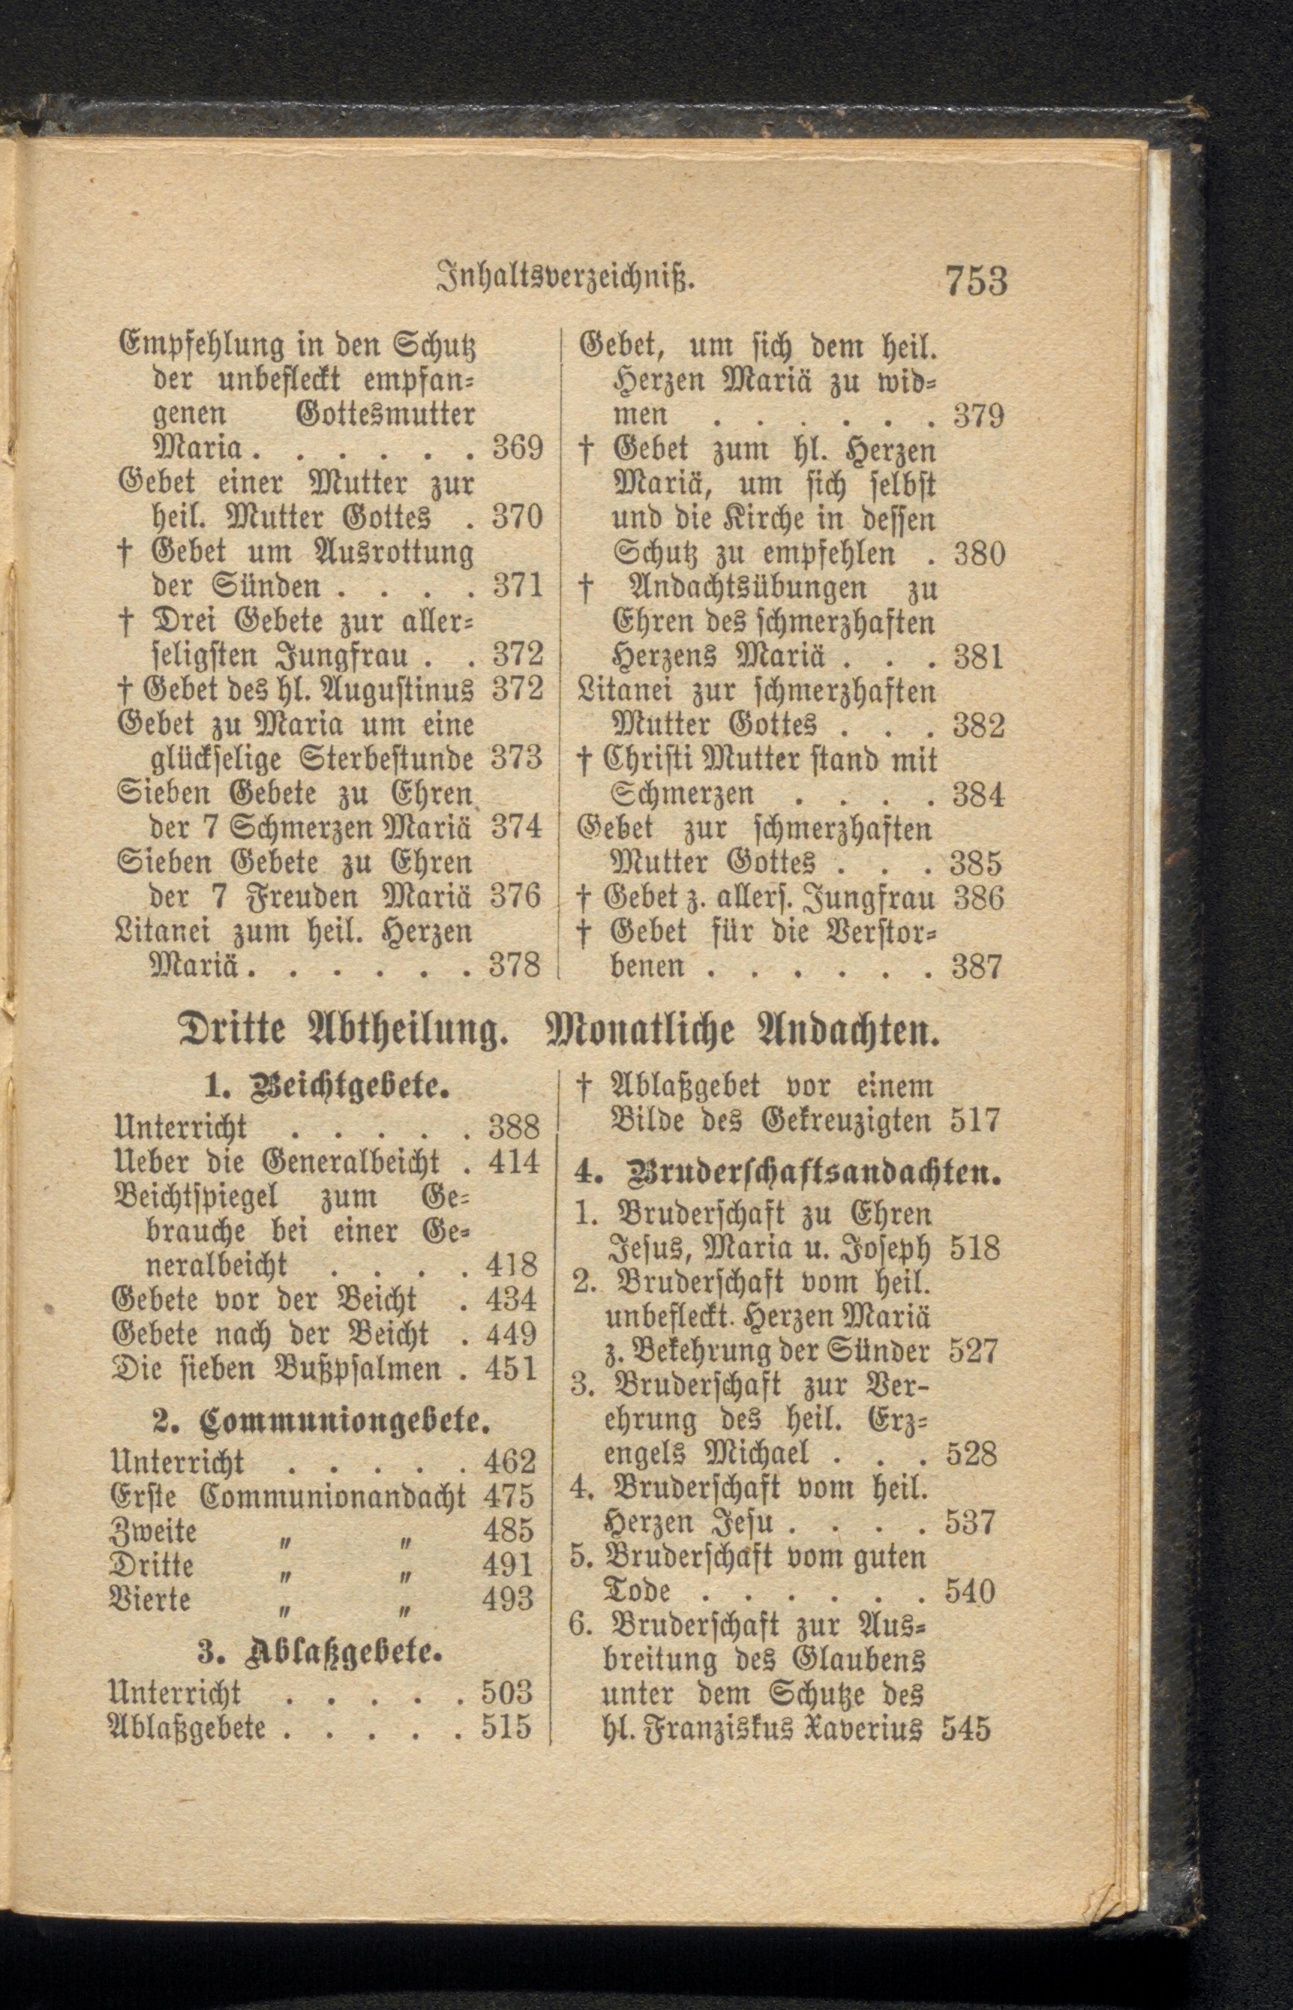 Inhaltsverzeichniß. 753
Empfehlung in den Schutz
der unbefleckt empfan-
genen Gottesmutter
Maria . . . . . . 369
Gebet einer Mutter zur
heil. Mutter Gottes . 370
† Gebet um Ausrottung
der Sünden . . . . 371
† Drei Gebete zur aller-
seligsten Jungfrau . . 372
† Gebet des hl. Augustinus 372
Gebet zu Maria um eine
glückselige Sterbestunde 373
Sieben Gebete zu Ehren
der 7 Schmerzen Mariä 374
Sieben Gebete zu Ehren
der 7 Freuden Mariä 376
Litanei zum heil. Herzen
Mariä . . . . . . 378
Gebet, um sich dem heil.
Herzen Mariä zu wid-
men . . . . . . 379
† Gebet zum hl. Herzen
Mariä, um sich selbst
und die Kirche in dessen
Schutz zu empfehlen . 380
† Andachtsübungen zu
Ehren des schmerzhaften
Herzens Mariä . . . 381
Litanei zur schmerzhaften
Mutter Gottes . . . 382
† Christi Mutter stand mit
Schmerzen . . . . 384
Gebet zur schmerzhaften
Mutter Gottes . . . 385
† Gebet z. allers. Jungfrau 386
† Gebet für die Verstor-
benen . . . . . . 387
Dritte Abtheilung. Monatliche Andachten.
1. Beichtgebete.
Unterricht . . . . . 388
Ueber die Generalbeicht . 414
Beichtspiegel zum Ge-
brauche bei einer Ge-
neralbeicht . . . . 418
Gebete vor der Beicht . 434
Gebete nach der Beicht . 449
Die sieben Bußpsalmen . 451
2. Communiongebete.
Unterricht . . . . . 462
Erste Communionandacht 475
Zweite „ „ 485
Dritte „ „ 491
Vierte „ „ 493
3. Ablaßgebete.
Unterricht . . . . . 503
Ablaßgebete . . . . . 515
† Ablaßgebet vor einem
Bilde des Gekreuzigten 517
4. Bruderschaftsandachten.
1. Bruderschaft zu Ehren
Jesus, Maria u. Joseph 518
2. Bruderschaft vom heil.
unbefleckt. Herzen Mariä
z. Bekehrung der Sünder 527
3. Bruderschaft zur Ver-
ehrung des heil. Erz-
engels Michael . . . 528
4. Bruderschaft vom heil.
Herzen Jesu . . . . 537
5. Bruderschaft vom guten
Tode . . . . . . 540
6. Bruderschaft zur Aus-
breitung des Glaubens
unter dem Schutze des
hl. Franziskus Xaverius 545